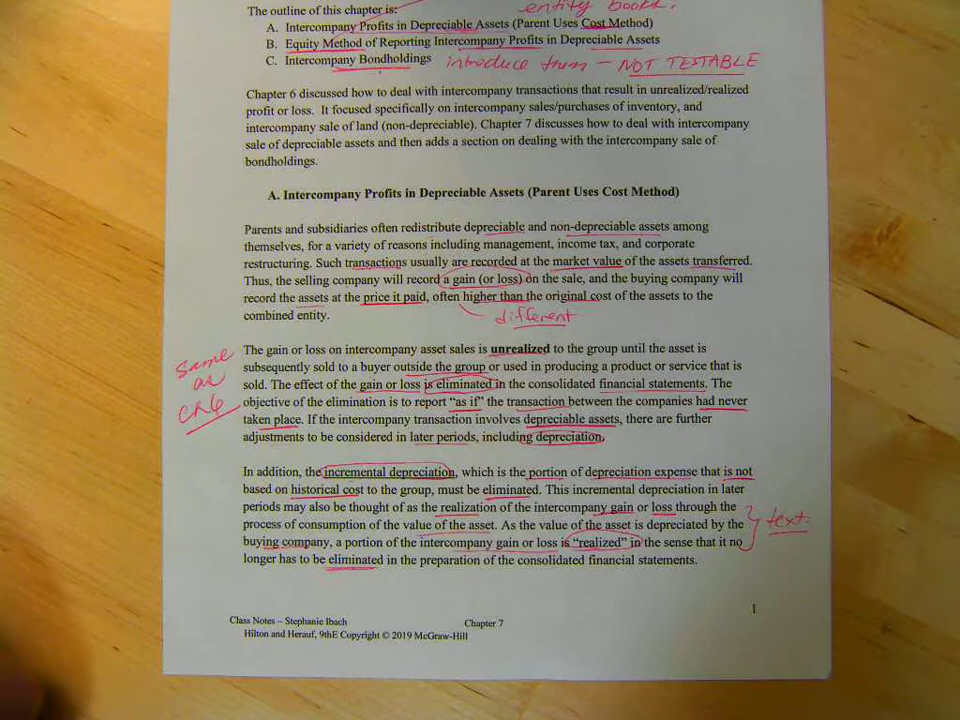 The outline of this chapter is:
entity books.
A. Intercompany Profits in Depreciable Assets (Parent Uses Cost Method)
B. Equity Method of Reporting Intercompany Profits in Depreciable Assets
C. Intercompany Bondholdings introduce them – NOT TESTABLE
Chapter 6 discussed how to deal with intercompany transactions that result in unrealized/realized
profit or loss. It focused specifically on intercompany sales/purchases of inventory, and
intercompany sale of land (non-depreciable). Chapter 7 discusses how to deal with intercompany
sale of depreciable assets and then adds a section on dealing with the intercompany sale of
bondholdings.
A. Intercompany Profits in Depreciable Assets (Parent Uses Cost Method)
Parents and subsidiaries often redistribute depreciable and non-depreciable assets among
themselves, for a variety of reasons including management, income tax, and corporate
restructuring. Such transactions usually are recorded at the market value of the assets transferred.
Thus, the selling company will record a gain (or loss) on the sale, and the buying company will
record the assets at the price it paid, often higher than the original cost of the assets to the
combined entity.
different
The gain or loss on intercompany asset sales is unrealized to the group until the asset is
subsequently sold to a buyer outside the group or used in producing a product or service that is
sold. The effect of the gain or loss is eliminated in the consolidated financial statements. The
objective of the elimination is to report “as if” the transaction between the companies had never
taken place. If the intercompany transaction involves depreciable assets, there are further
adjustments to be considered in later periods, including depreciation.
same
as
Ch 6
In addition, the incremental depreciation, which is the portion of depreciation expense that is not
based on historical cost to the group, must be eliminated. This incremental depreciation in later
periods may also be thought of as the realization of the intercompany gain or loss through the
process of consumption of the value of the asset. As the value of the asset is depreciated by the
buying company, a portion of the intercompany gain or loss is “realized” in the sense that it no
longer has to be eliminated in the preparation of the consolidated financial statements.
text.
1
Class Notes – Stephanie Ibach Chapter 7
Hilton and Herauf, 9thE Copyright © 2019 McGraw-Hill